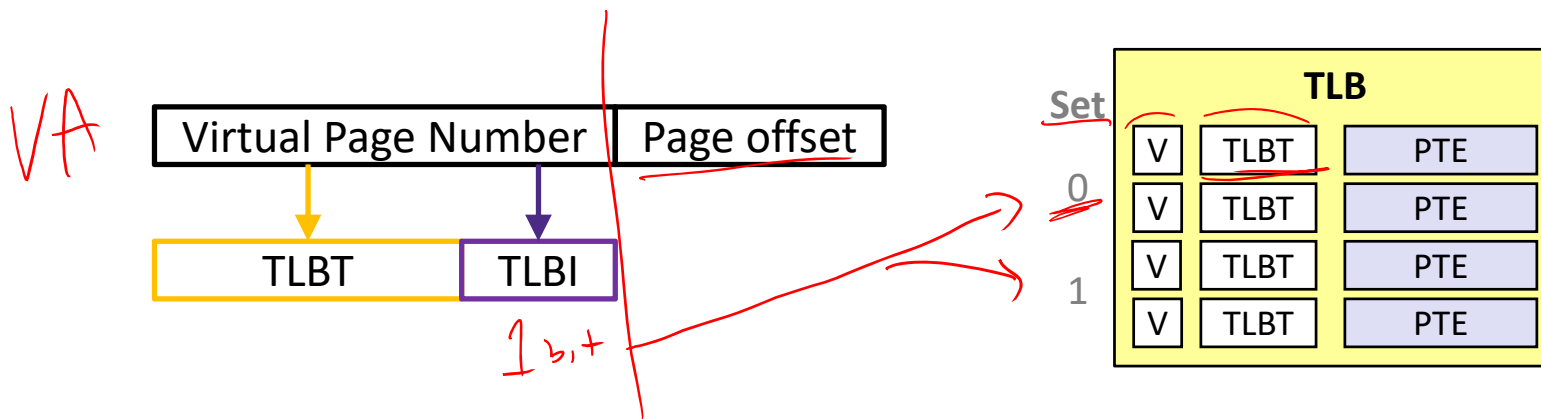 VA
Virtual Page Number Page offset
TLBT TLBI
1 bit
Set
0
1
TLB
V TLBT PTE
V TLBT PTE
V TLBT PTE
V TLBT PTE